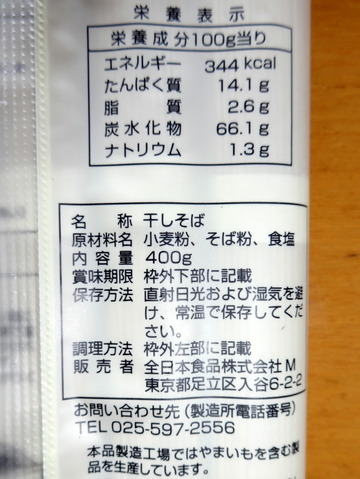 栄養表示
栄養成分100g当り
エネルギー 344kcal
たんぱく質 14.1g
脂質 2.6g
炭水化物 66.1g
ナトリウム 1.3g
名称 干しそば
原材料名 小麦粉、そば粉、食塩
内容量 400g
賞味期限 枠外下部に記載
保存方法 直射日光および湿気を避
け、常温で保存してくだ
さい。
調理方法 枠外左部に記載
販売者 全日本食品株式会社 M
東京都足立区入谷6-2-2
お問い合わせ先（製造所電話番号）
TEL 025-597-2556
本品製造工場ではやまいもを含む製
品を生産しています。